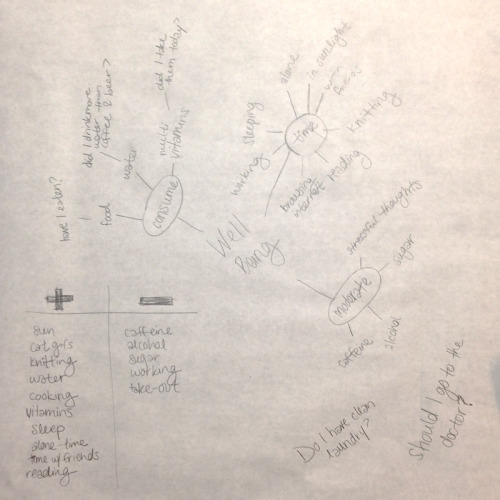 Well
Being
consume
food
have I eaten?
water
did I drink more
water than
coffee & beer?
multi
vitamins
did I take
them today?
time
working
sleeping
alone
in sunlight
with
friends
knitting
reading
browsing
internet
moderate
stressful thoughts
sugar
alcohol
caffeine
+
sun
cat gifs
knitting
water
cooking
vitamins
sleep
alone time
time w/ friends
reading
-
caffeine
alcohol
sugar
working
take-out
Do I have clean
laundry?
Should I go to the
doctor?